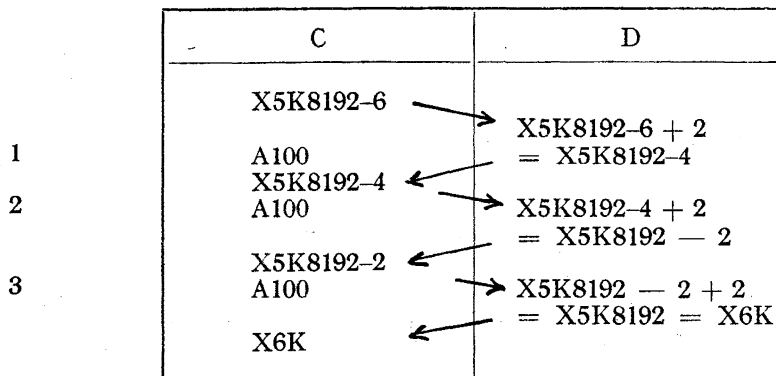 C D
X5K8192–6
X5K8192–6 + 2
1 A100 = X5K8192–4
X5K8192–4
2 A100 X5K8192–4 + 2
= X5K8192 — 2
X5K8192–2
3 A100 X5K8192 — 2 + 2
= X5K8192 = X6K
X6K